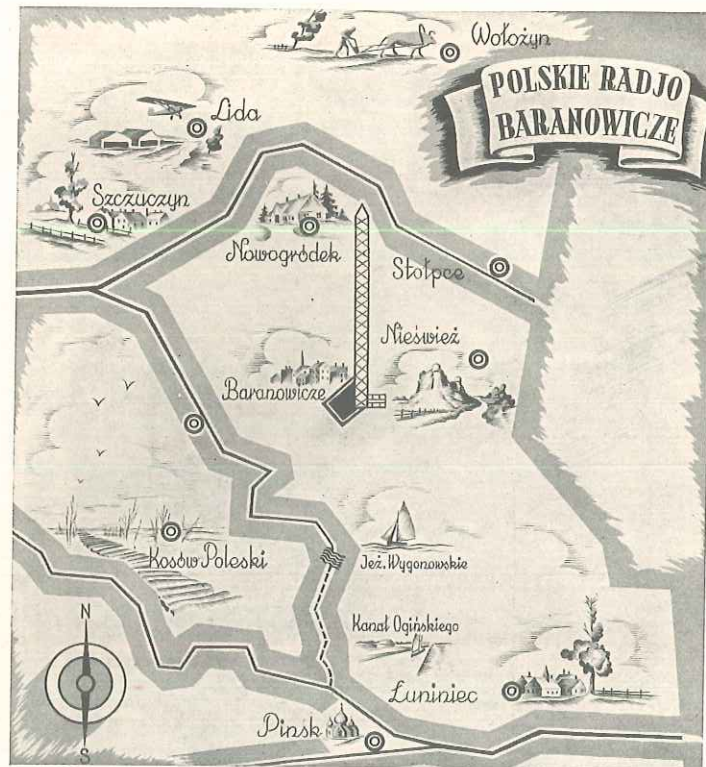 Wołożyn
POLSKIE RADJO
BARANOWICZE
Lida
Szczuczyn
Nowogródek
Stołpce
Nieśwież
Baranowicze
Kosów Poleski
Jez. Wygonowskie
Kanał Ogińskiego
N
Łuniniec
Pinsk
S